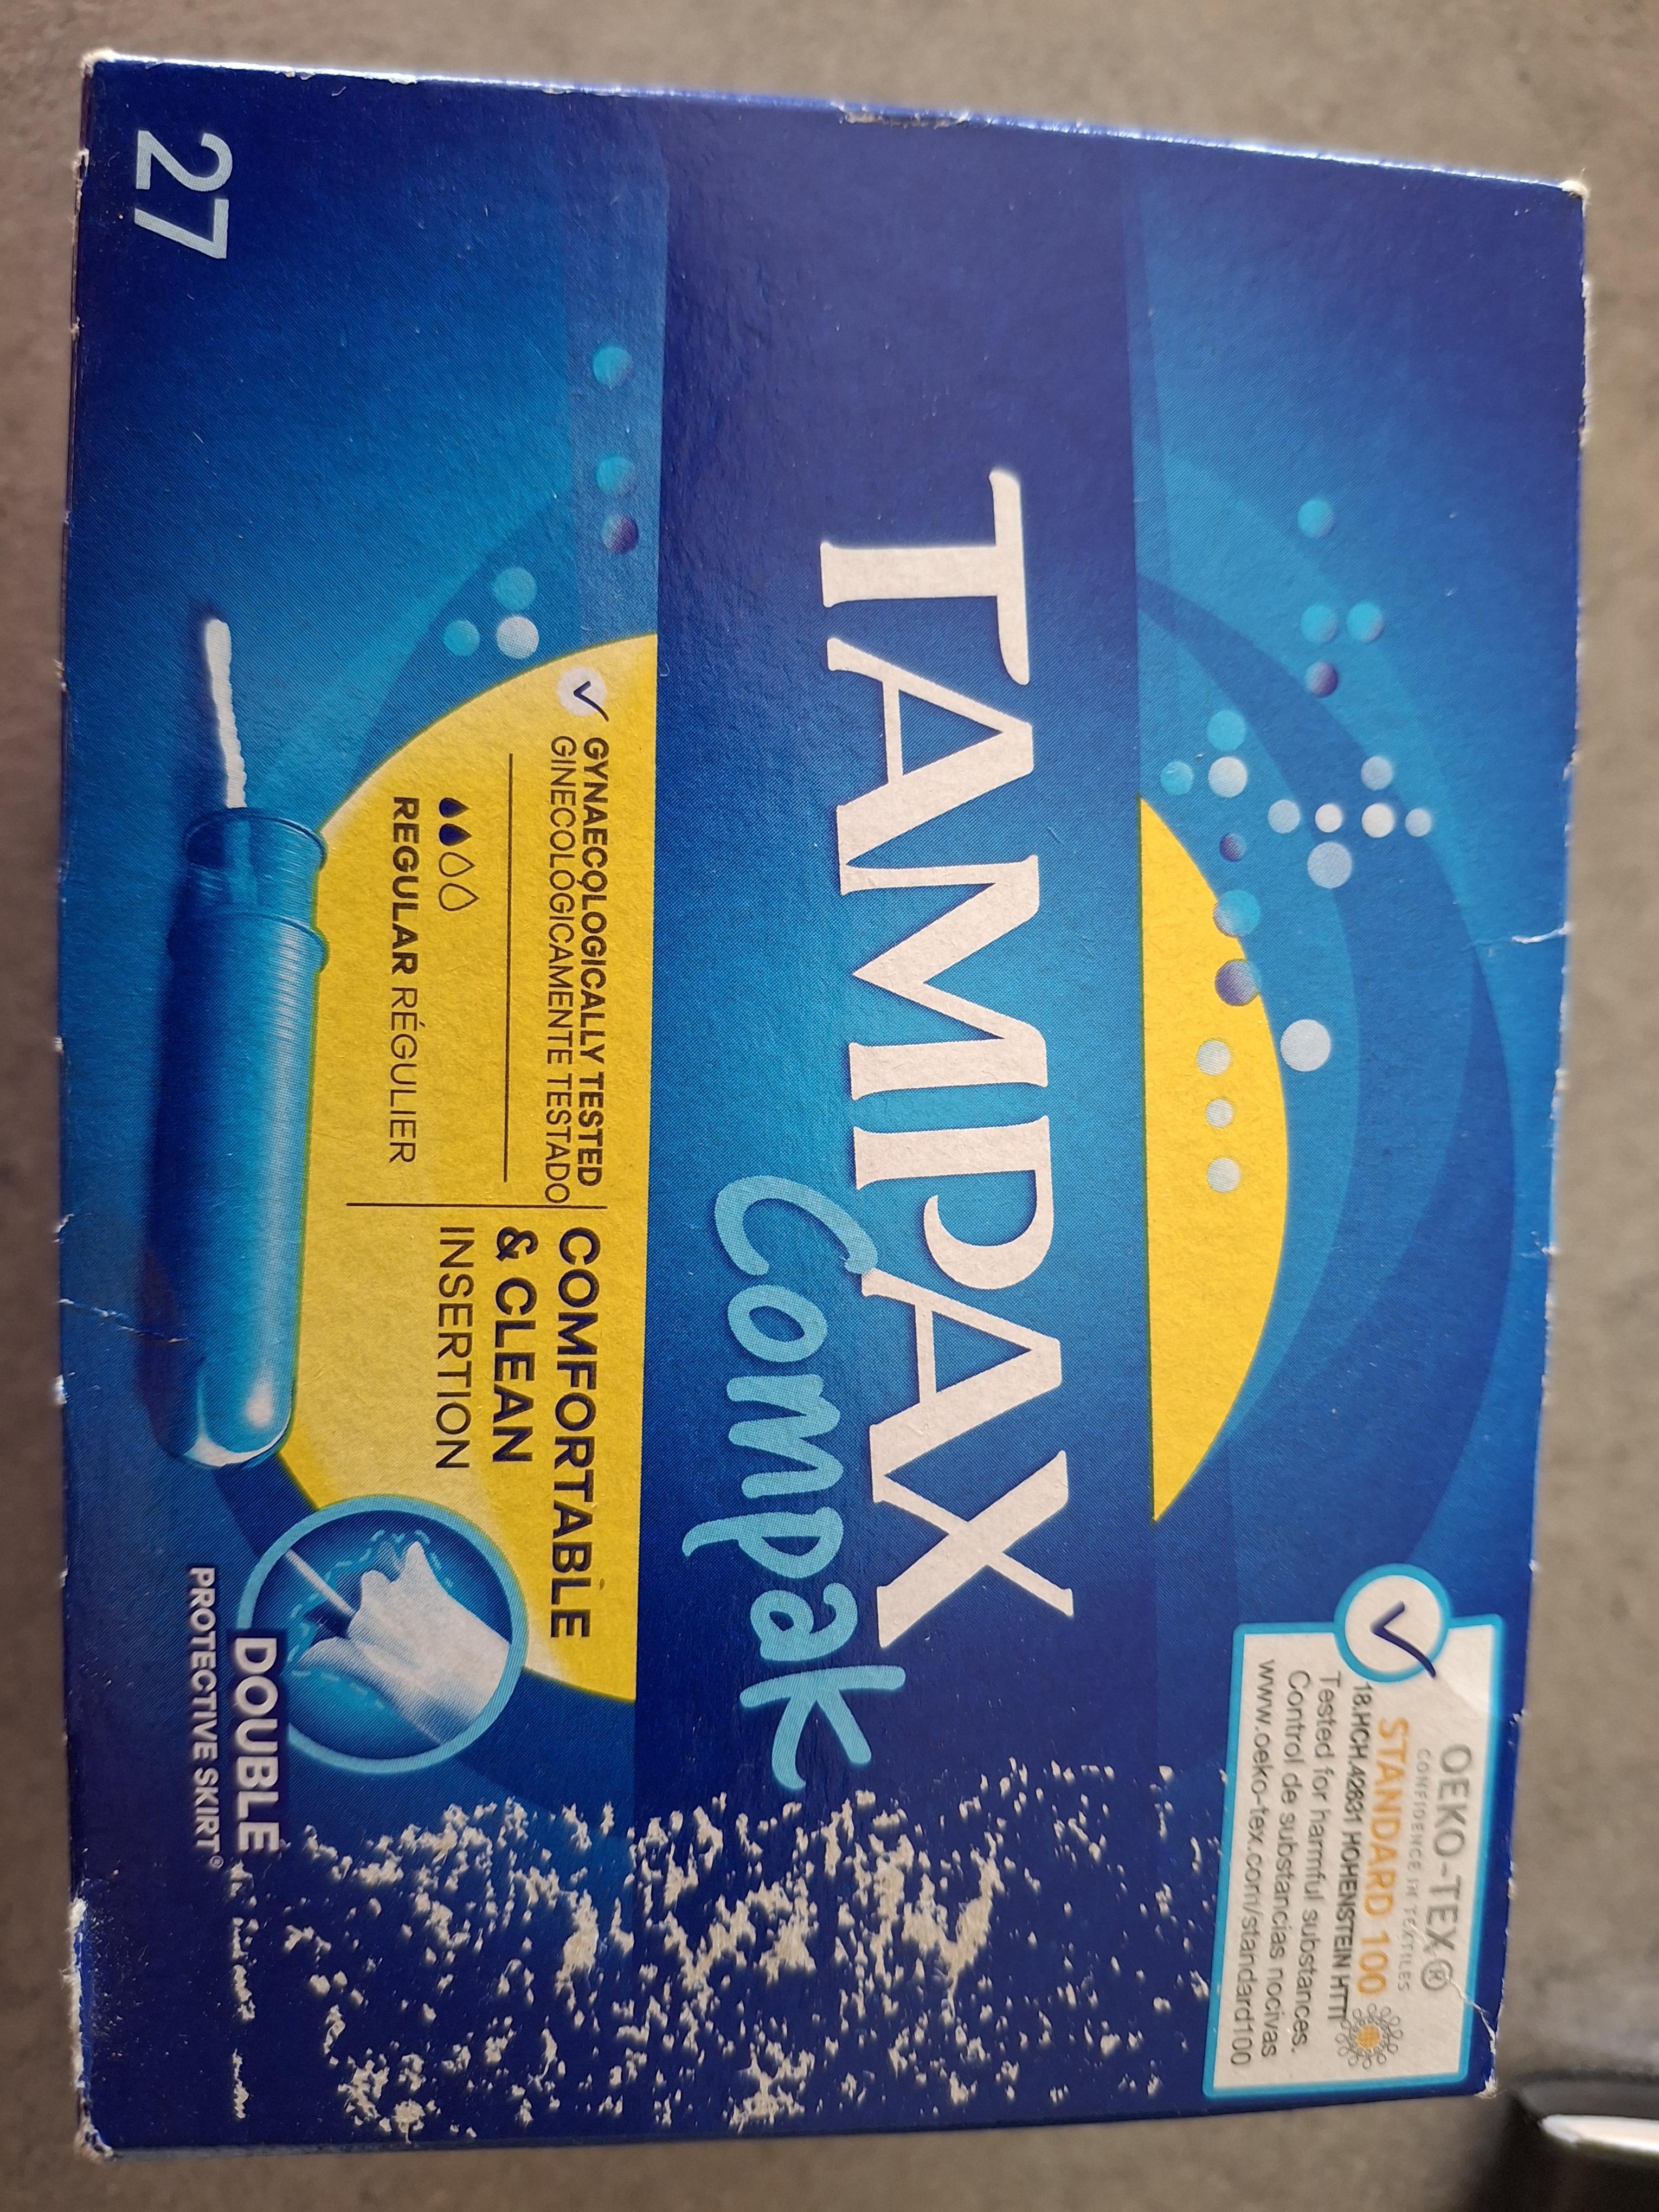 TAMPAX
Compak
OEKO-TEX®
CONFIDENCE IN TEXTILES
STANDARD 100
18.HCH.42631 HOHENSTEIN HTTI
Tested for harmful substances.
Control de substancias nocivas
www.oeko-tex.com/standard100
GYNAECOLOGICALLY TESTED
GINECOLÓGICAMENTE TESTADO
REGULAR RÉGULIER
COMFORTABLE
& CLEAN
INSERTION
27
DOUBLE
PROTECTIVE SKIRT®